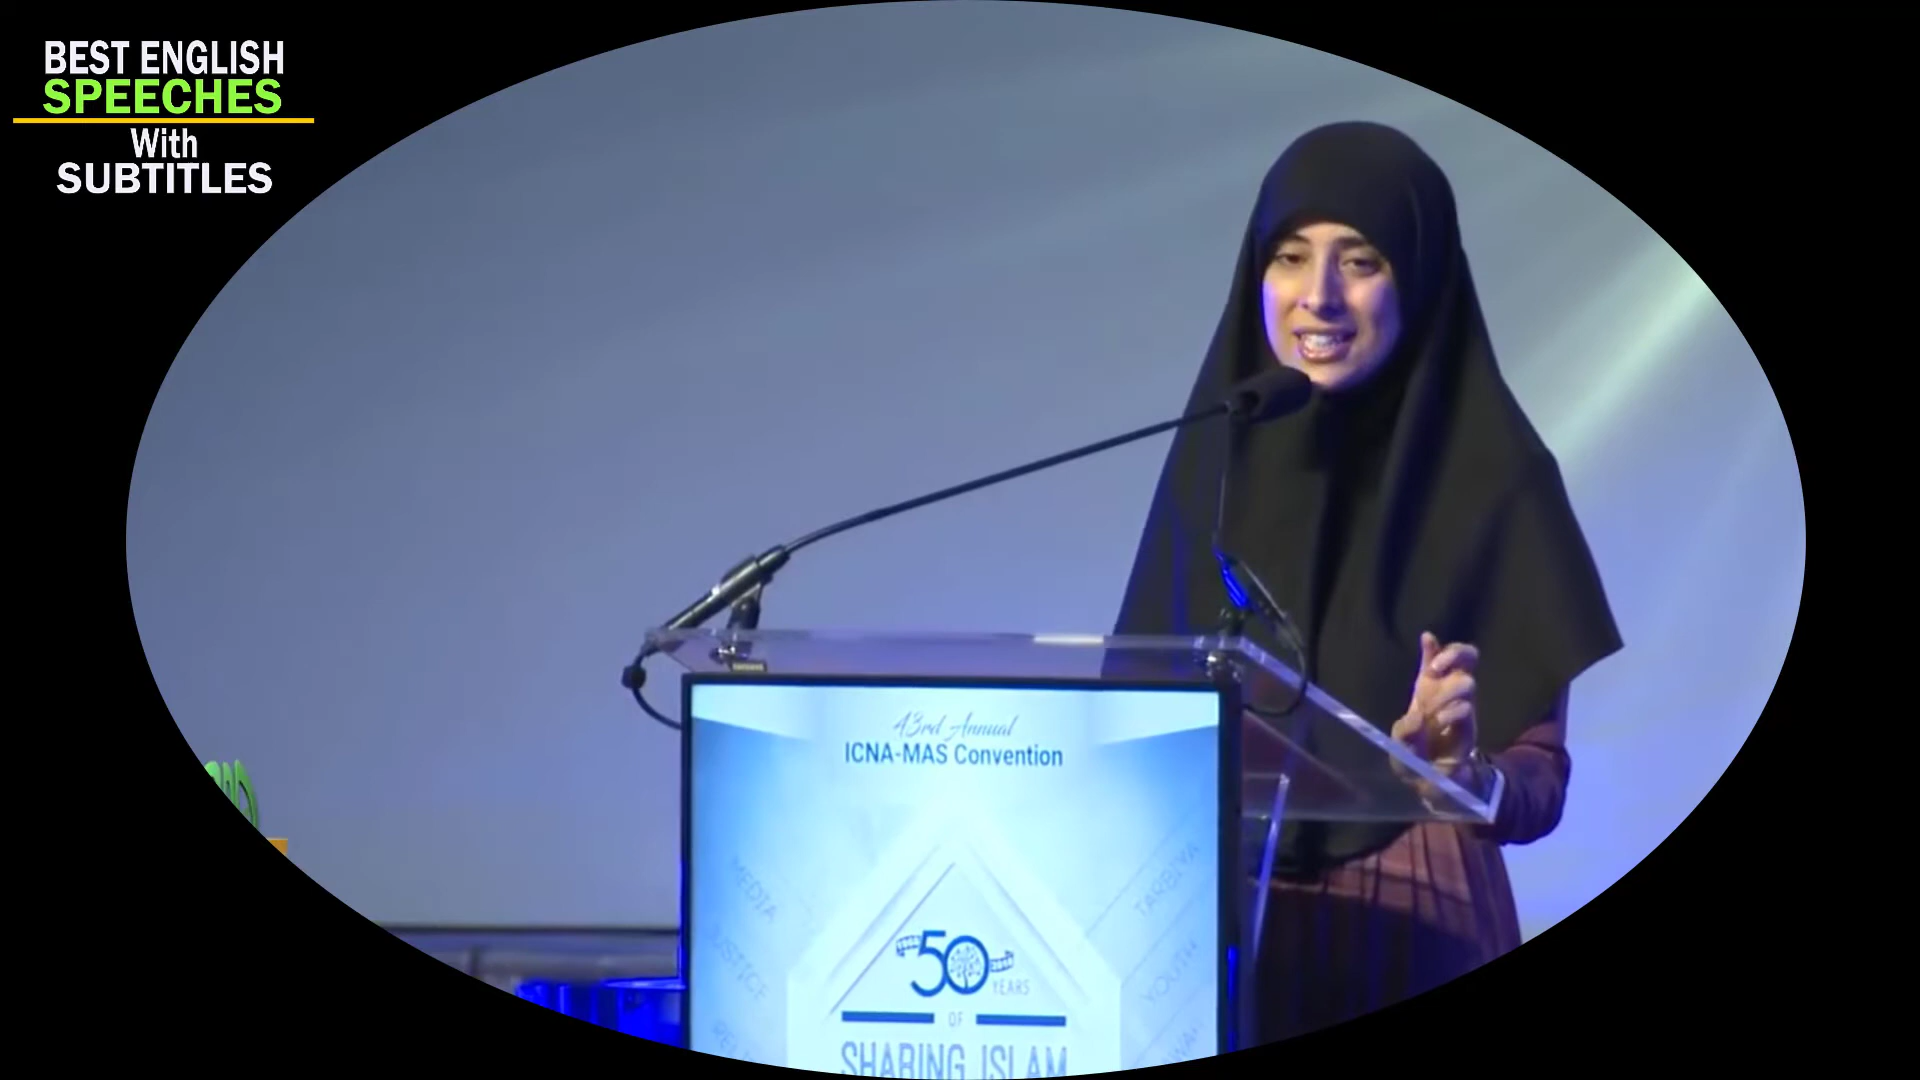 BEST ENGLISH
SPEECHES
With
SUBTITLES
43rd Annual
ICNA-MAS Convention
MEDIA
JUSTICE
TARBIYA
YOUTH
50
YEARS
OF
SHARING ISLAM